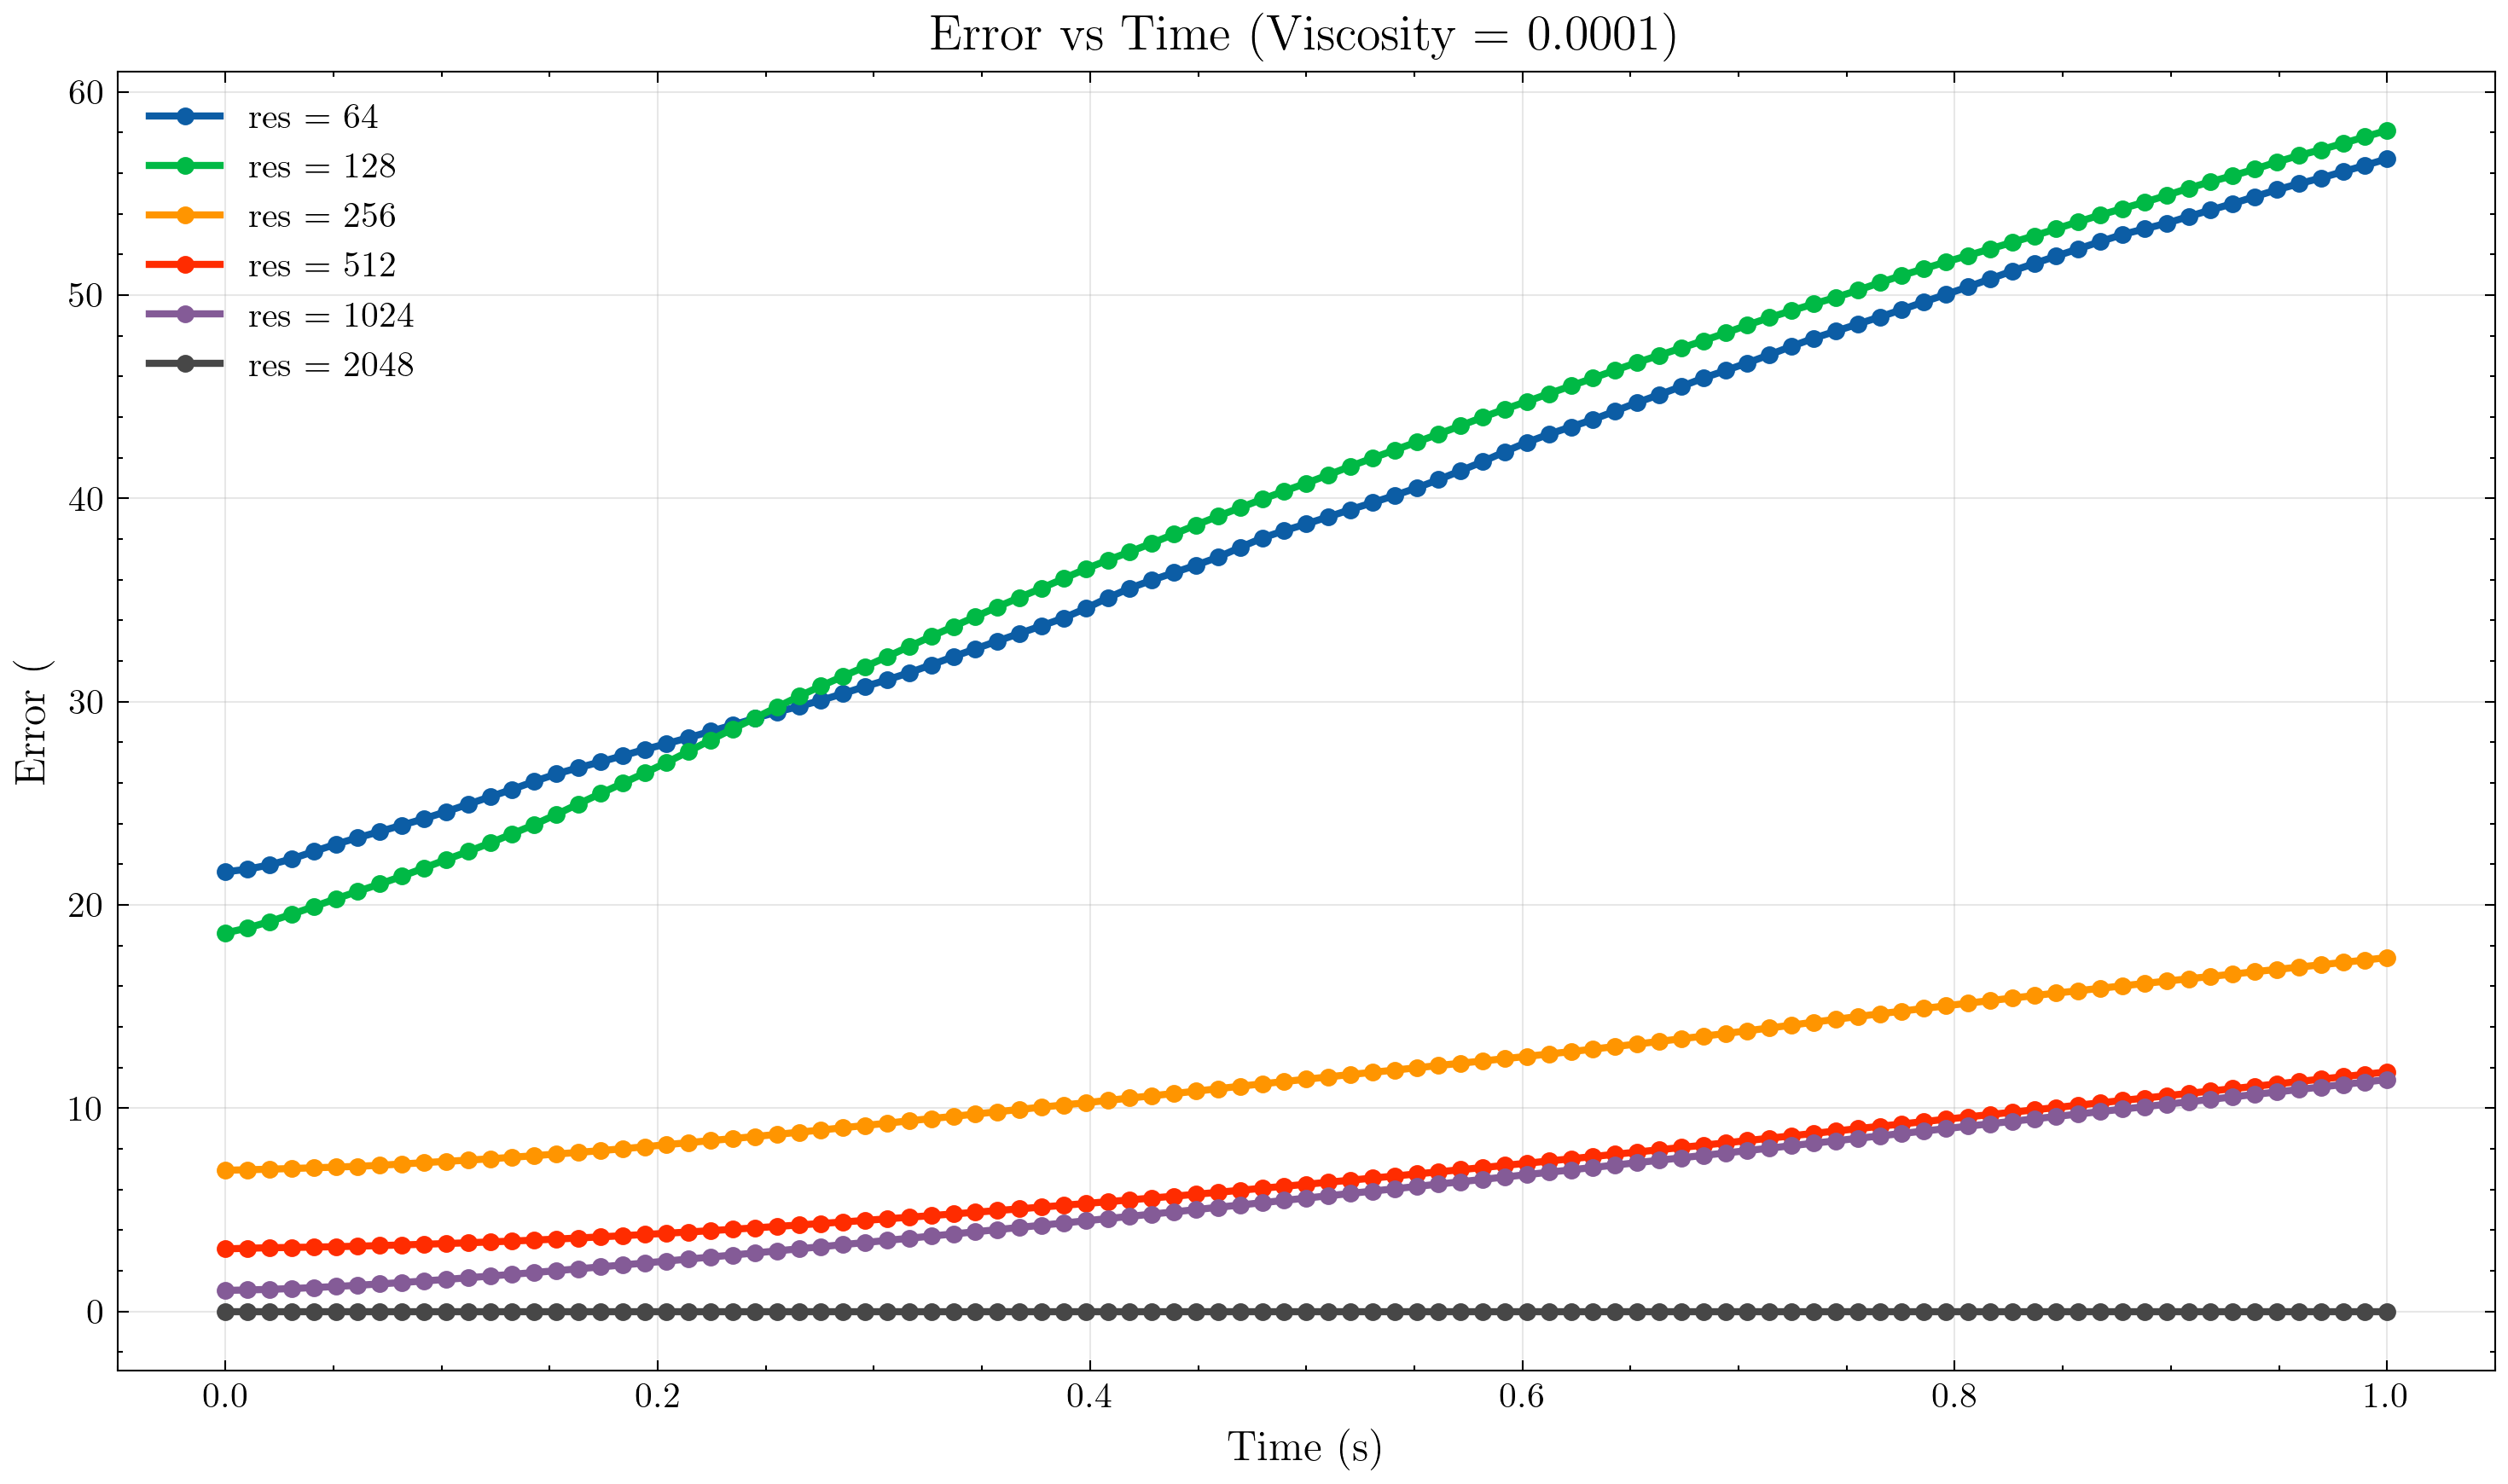 Error vs Time (Viscosity = 0.0001)
60
50
40
30
20
10
0
Error (
res = 64
res = 128
res = 256
res = 512
res = 1024
res = 2048
0.0 0.2 0.4 0.6 0.8 1.0
Time (s)